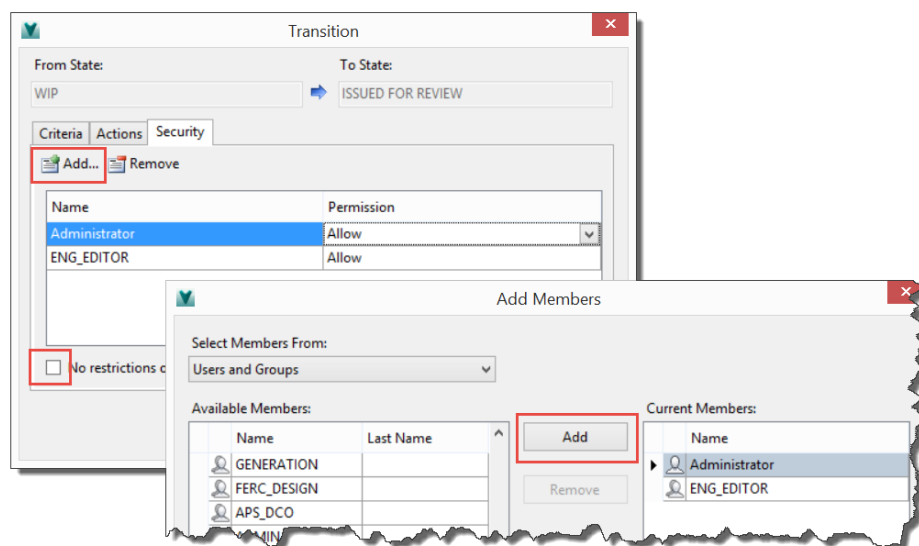 Transition
From State:
To State:
WIP
ISSUED FOR REVIEW
Criteria
Actions
Security
Add...
Remove
Name
Permission
Administrator
Allow
ENG_EDITOR
Allow
No restrictions
Add Members
Select Members From:
Users and Groups
Available Members:
Current Members:
Name
Last Name
Add
Name
GENERATION
Administrator
FERC_DESIGN
Remove
ENG_EDITOR
APS_DCO